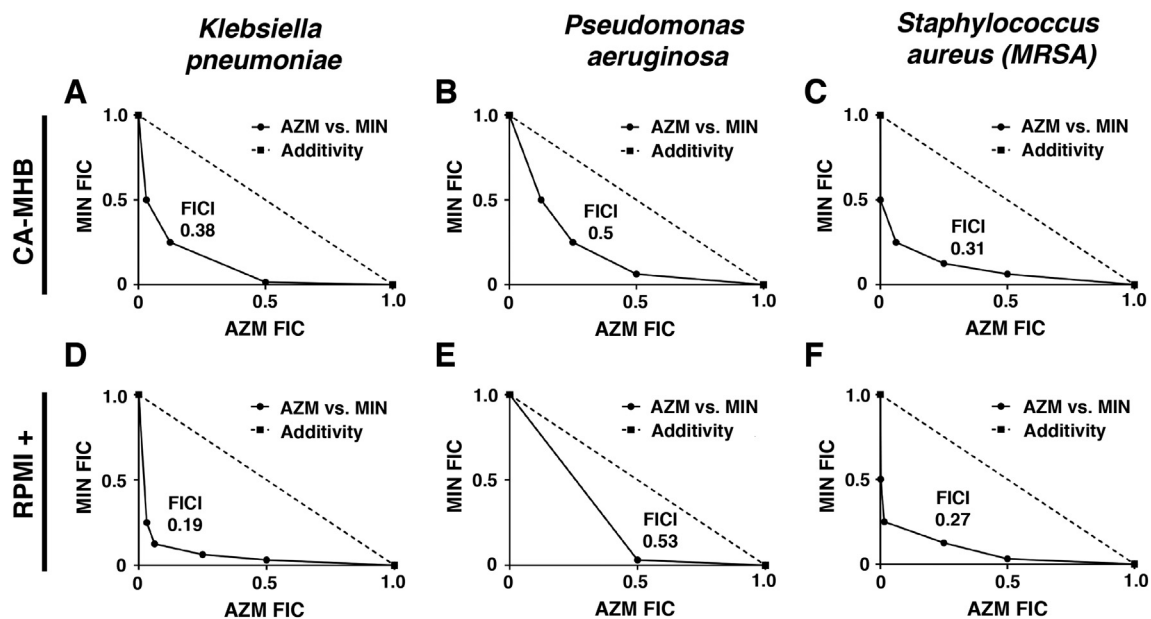 Klebsiella
pneumoniae
Pseudomonas
aeruginosa
Staphylococcus
aureus (MRSA)
CA-MHB
A
1.0
0.5
0
MIN FIC
AZM vs. MIN
Additivity
FICI
0.38
0
0.5
1.0
AZM FIC
B
1.0
0.5
0
MIN FIC
AZM vs. MIN
Additivity
FICI
0.5
0
0.5
1.0
AZM FIC
C
1.0
0.5
0
MIN FIC
AZM vs. MIN
Additivity
FICI
0.31
0
0.5
1.0
AZM FIC
RPMI +
D
1.0
0.5
0
MIN FIC
AZM vs. MIN
Additivity
FICI
0.19
0
0.5
1.0
AZM FIC
E
1.0
0.5
0
MIN FIC
AZM vs. MIN
Additivity
FICI
0.53
0
0.5
1.0
AZM FIC
F
1.0
0.5
0
MIN FIC
AZM vs. MIN
Additivity
FICI
0.27
0
0.5
1.0
AZM FIC